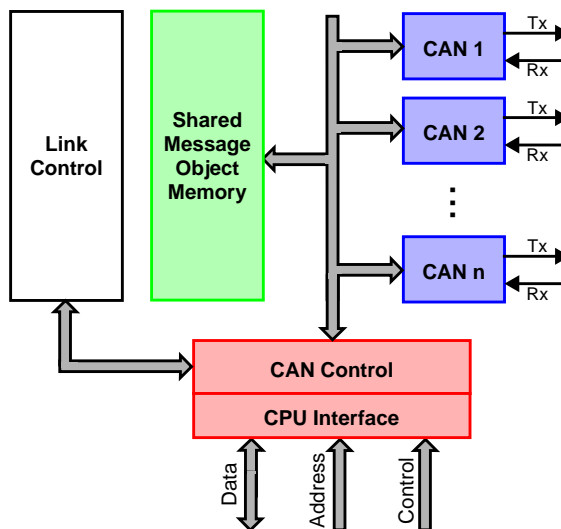 Link
Control
Shared
Message
Object
Memory
CAN 1
Tx
Rx
CAN 2
Tx
Rx
CAN n
Tx
Rx
CAN Control
CPU Interface
Data
Address
Control